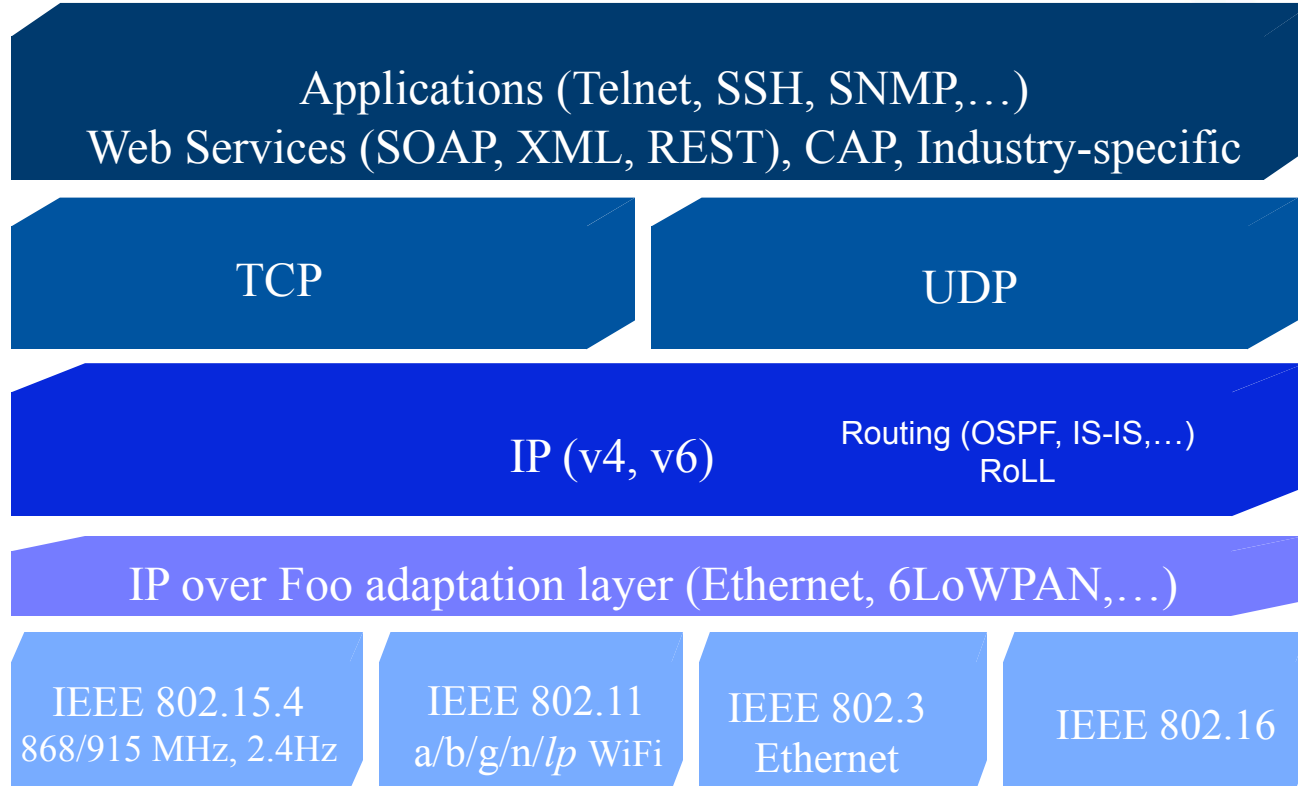 Applications (Telnet, SSH, SNMP,…)
Web Services (SOAP, XML, REST), CAP, Industry-specific
TCP
UDP
IP (v4, v6)
Routing (OSPF, IS-IS,…)
RoLL
IP over Foo adaptation layer (Ethernet, 6LoWPAN,…)
IEEE 802.15.4
868/915 MHz, 2.4Hz
IEEE 802.11
a/b/g/n/lp WiFi
IEEE 802.3
Ethernet
IEEE 802.16